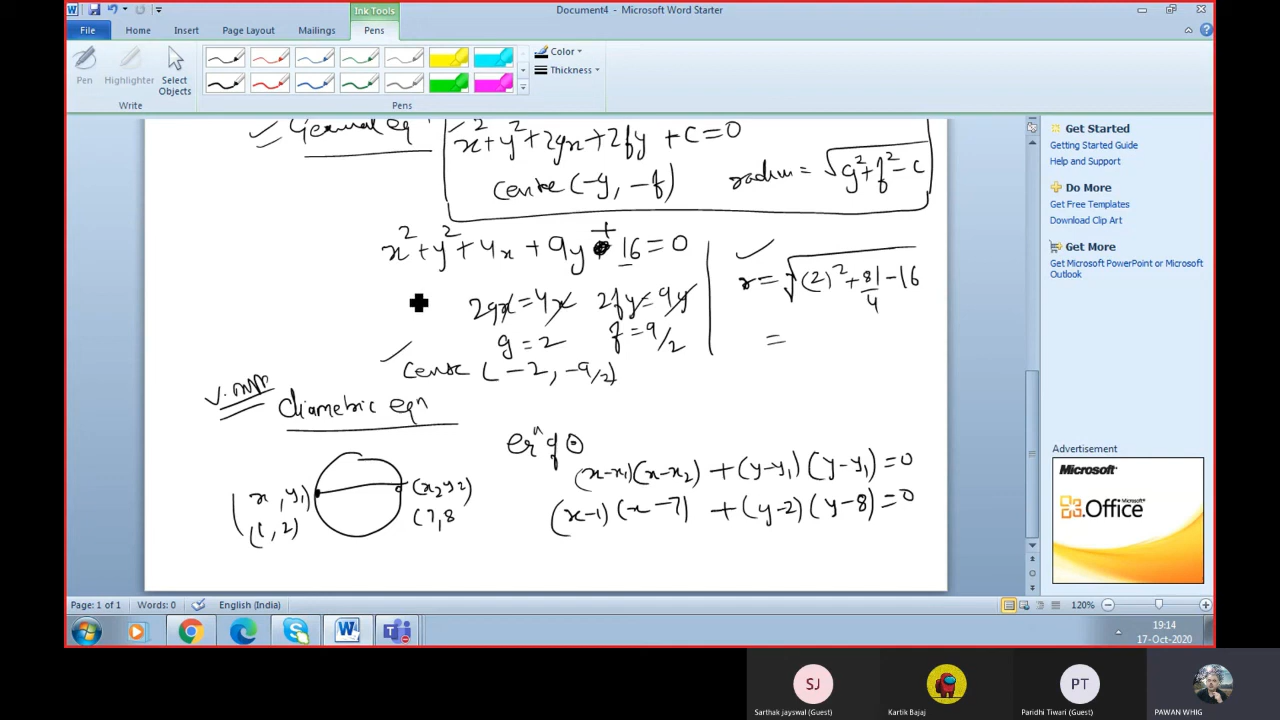 Ink Tools
Document4 - Microsoft Word Starter
File Home Insert Page Layout Mailings Pens
Pen Highlighter Select Objects
Color
Thickness
Write Pens
General eqn
x²+y²+2gx+2fy +c=0
centre (-g, -f) radius = √g²+f²-c
x²+y²+4x+9y + 16=0
2gx=4x 2fy=9y
g=2 f=9/2
centre (-2, -9/2)
r= √(2)²+81/4-16
=
V. Imp
diametric eqn
eqn of ⊙
(x-x1)(x-x2) +(y-y1)(y-y1)=0
(x-1)(x-7) +(y-2)(y-8)=0
(x, y1) (x2y2)
(1, 2) (7,8
Get Started
Getting Started Guide
Help and Support
Do More
Get Free Templates
Download Clip Art
Get More
Get Microsoft PowerPoint or Microsoft
Outlook
Advertisement
Microsoft®
Office
Page: 1 of 1 Words: 0 English (India) 120%
19:14
17-Oct-2020
SJ PT
Sarthak jayswal (Guest) Kartik Bajaj Paridhi Tiwari (Guest) PAWAN WHIG